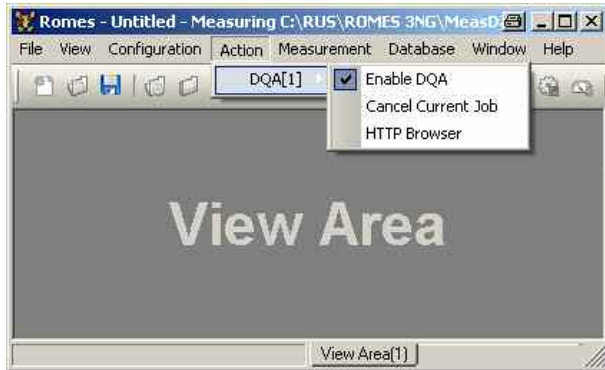 Romes - Untitled - Measuring C:\RUS\ROMES 3NG\MeasD
File View Configuration Action Measurement Database Window Help
DQA[1]
Enable DQA
Cancel Current Job
HTTP Browser
View Area
View Area(1)